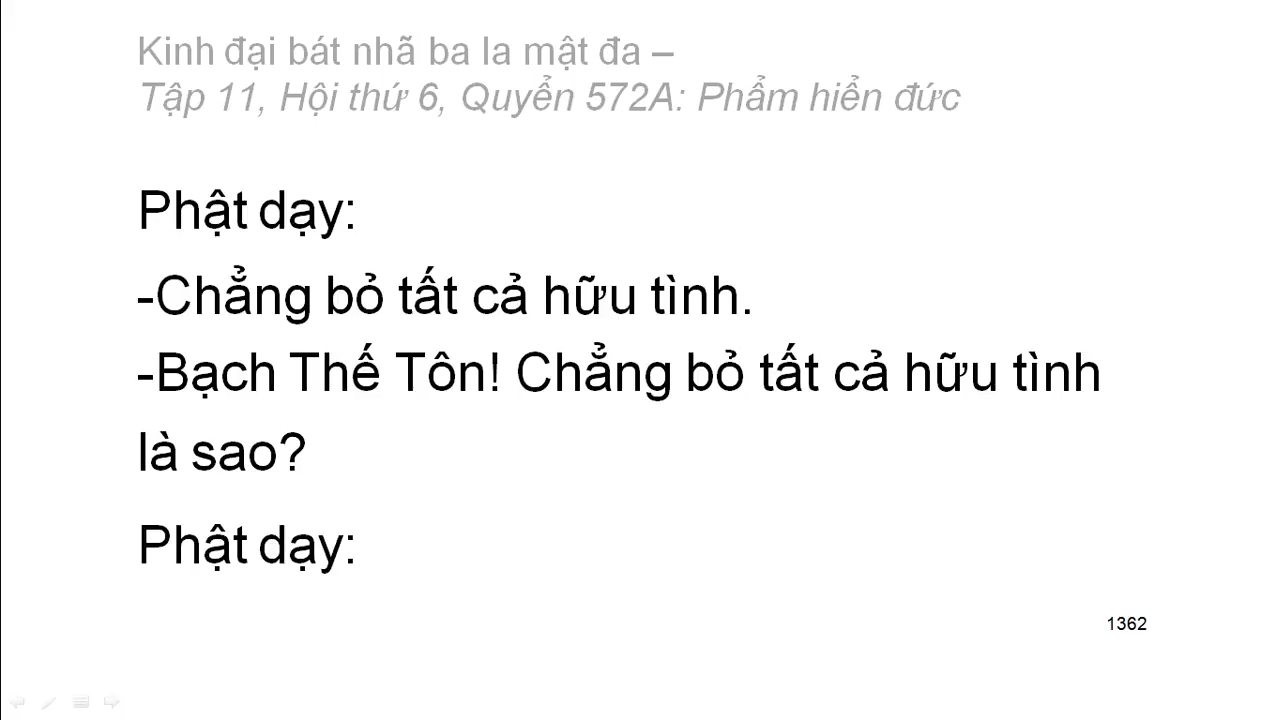 Kinh đại bát nhã ba la mật đa –
Tập 11, Hội thứ 6, Quyển 572A: Phẩm hiển đức
Phật dạy:
-Chẳng bỏ tất cả hữu tình.
-Bạch Thế Tôn! Chẳng bỏ tất cả hữu tình
là sao?
Phật dạy:
1362